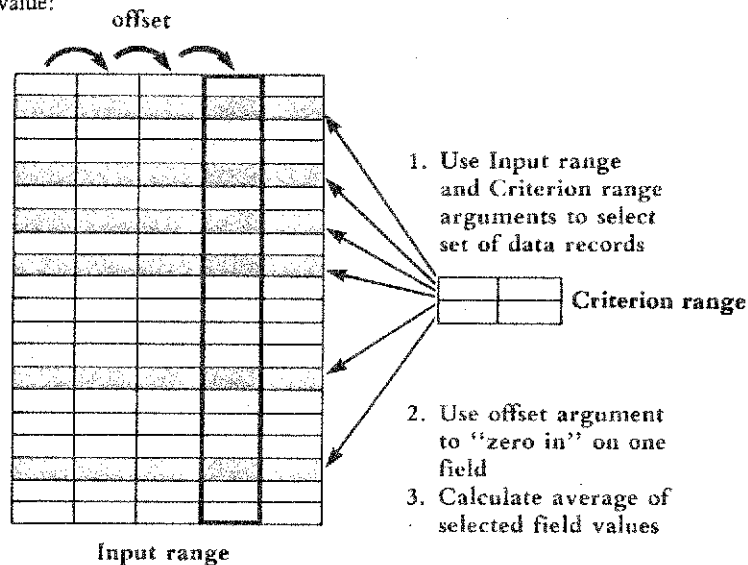 value:
offset
1. Use Input range
and Criterion range
arguments to select
set of data records
Criterion range
2. Use offset argument
to “zero in” on one
field
3. Calculate average of
selected field values
Input range